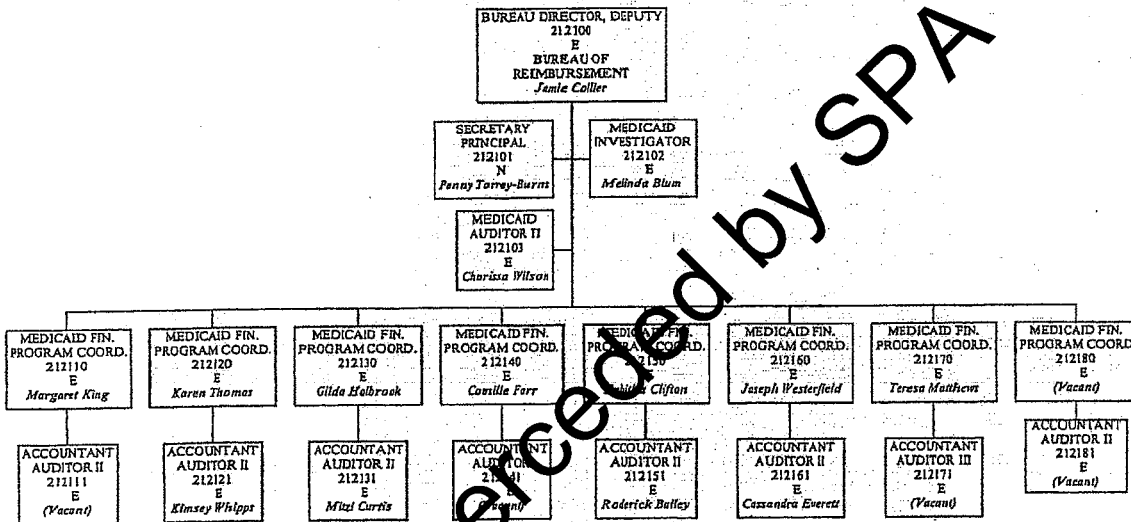 BUREAU DIRECTOR, DEPUTY
212100
E
BUREAU OF
REIMBURSEMENT
Jamie Collier
SECRETARY
PRINCIPAL
212101
N
Penny Torrey-Burns
MEDICAID
INVESTIGATOR
212102
E
Melinda Blum
MEDICAID
AUDITOR II
212103
E
Charissa Wilson
MEDICAID FIN.
PROGRAM COORD.
212110
E
Margaret King
MEDICAID FIN.
PROGRAM COORD.
212120
E
Karen Thomas
MEDICAID FIN.
PROGRAM COORD.
212130
E
Gilda Holbrook
MEDICAID FIN.
PROGRAM COORD.
212140
E
Camille Farr
MEDICAID FIN.
PROGRAM COORD.
E
Clifton
MEDICAID FIN.
PROGRAM COORD.
212160
E
Joseph Westerfield
MEDICAID FIN.
PROGRAM COORD.
212170
E
Teresa Matthews
MEDICAID FIN.
PROGRAM COORD.
212180
E
(Vacant)
ACCOUNTANT
AUDITOR II
212111
E
(Vacant)
ACCOUNTANT
AUDITOR II
212121
E
Kimsey Whipps
ACCOUNTANT
AUDITOR II
212131
E
Mitzi Curtis
ACCOUNTANT
AUDITOR
E
(Vacant)
ACCOUNTANT
AUDITOR II
212151
E
Roderick Bailey
ACCOUNTANT
AUDITOR II
212161
E
Cassandra Everett
ACCOUNTANT
AUDITOR III
212171
E
(Vacant)
ACCOUNTANT
AUDITOR II
212181
E
(Vacant)
erceded by SPA